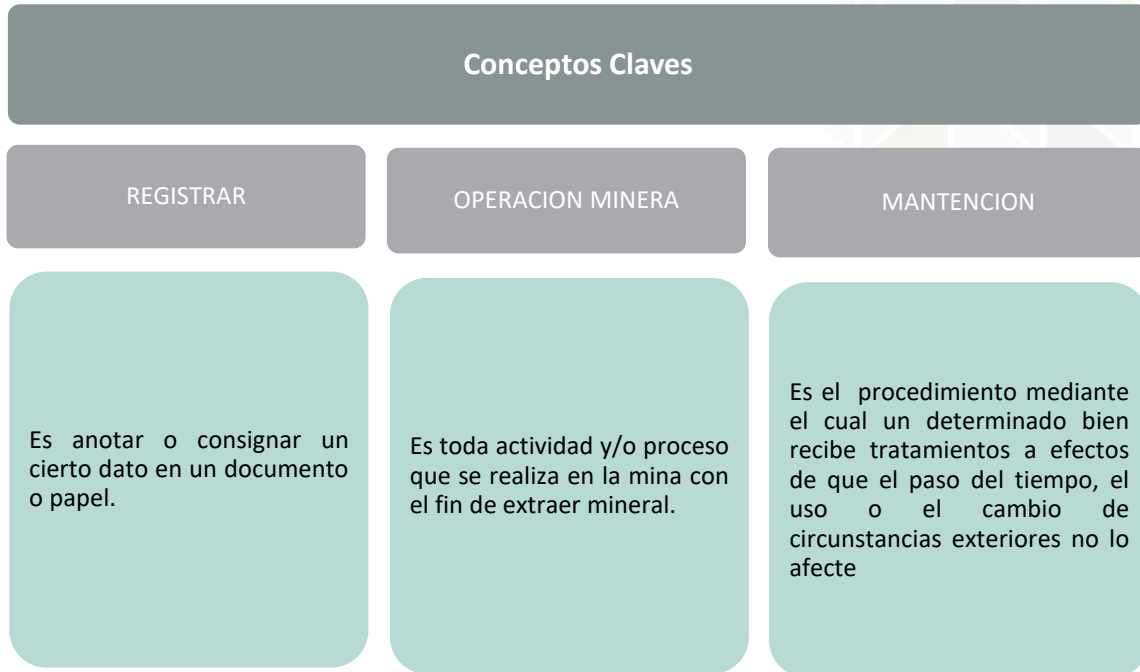 Conceptos Claves
REGISTRAR
OPERACION MINERA
MANTENCION
Es anotar o consignar un
cierto dato en un documento
o papel.
Es toda actividad y/o proceso
que se realiza en la mina con
el fin de extraer mineral.
Es el procedimiento mediante
el cual un determinado bien
recibe tratamientos a efectos
de que el paso del tiempo, el
uso o el cambio de
circunstancias exteriores no lo
afecte